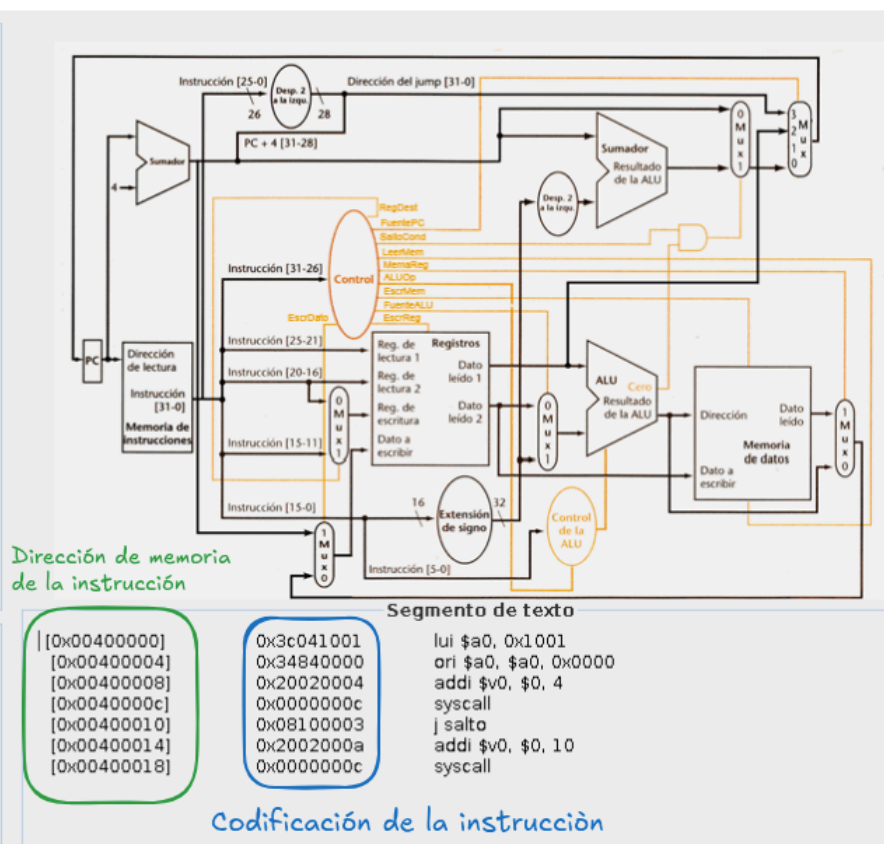 Instrucción [25-0]
Desp. 2
a la izqu.
Dirección del jump [31-0]
26
28
PC + 4 [31-28]
Sumador
4
0
M
u
x
1
3
2
1
0
M
u
x
Sumador
Resultado
de la ALU
Desp. 2
a la izqu.
RegDest
FuentePC
SaltoCond
LeerMem
MemaReg
ALUOp
EscrMem
FuenteALU
EscrReg
EscrDato
Instrucción [31-26]
Control
Instrucción [25-21]
Instrucción [20-16]
Instrucción [15-11]
Instrucción [15-0]
PC
Dirección
de lectura
Instrucción
[31-0]
Memoria de
instrucciones
0
M
u
x
1
Reg. de
lectura 1
Registros
Reg. de
lectura 2
Reg. de
escritura
Dato a
escribir
Dato
leído 1
Dato
leído 2
0
M
u
x
1
ALU
Cero
Resultado
de la ALU
Dirección
Dato
leído
Memoria
de datos
Dato a
escribir
1
M
u
x
0
16
Extensión
de signo
32
Control
de la
ALU
1
M
u
x
0
Instrucción [5-0]
Dirección de memoria
de la instrucción
Segmento de texto
[0x00400000] 0x3c041001 lui $a0, 0x1001
[0x00400004] 0x34840000 ori $a0, $a0, 0x0000
[0x00400008] 0x20020004 addi $v0, $0, 4
[0x0040000c] 0x0000000c syscall
[0x00400010] 0x08100003 j salto
[0x00400014] 0x2002000a addi $v0, $0, 10
[0x00400018] 0x0000000c syscall
Codificación de la instrucciòn